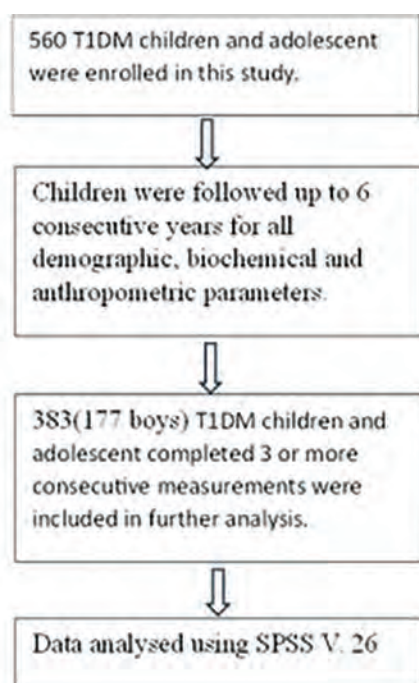 560 T1DM children and adolescent
were enrolled in this study.
Children were followed up to 6
consecutive years for all
demographic, biochemical and
anthropometric parameters.
383(177 boys) T1DM children and
adolescent completed 3 or more
consecutive measurements were
included in further analysis.
Data analysed using SPSS V. 26